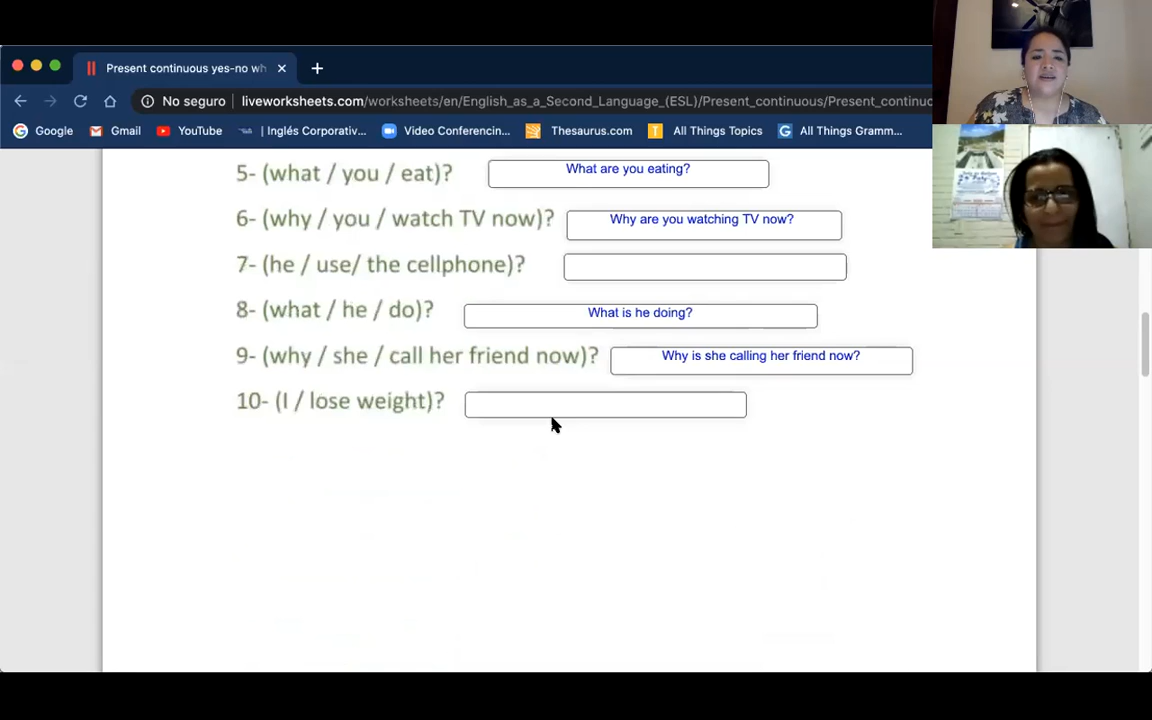 Present continuous yes-no wh
No seguro
liveworksheets.com/worksheets/en/English_as_a_Second_Language_(ESL)/Present_continuous/Present_continuo
Google
Gmail
YouTube
| Inglés Corporativ...
Video Conferencin...
Thesaurus.com
All Things Topics
All Things Gramm...
5- (what / you / eat)? What are you eating?
6- (why / you / watch TV now)? Why are you watching TV now?
7- (he / use/ the cellphone)?
8- (what / he / do)? What is he doing?
9- (why / she / call her friend now)? Why is she calling her friend now?
10- (I / lose weight)?